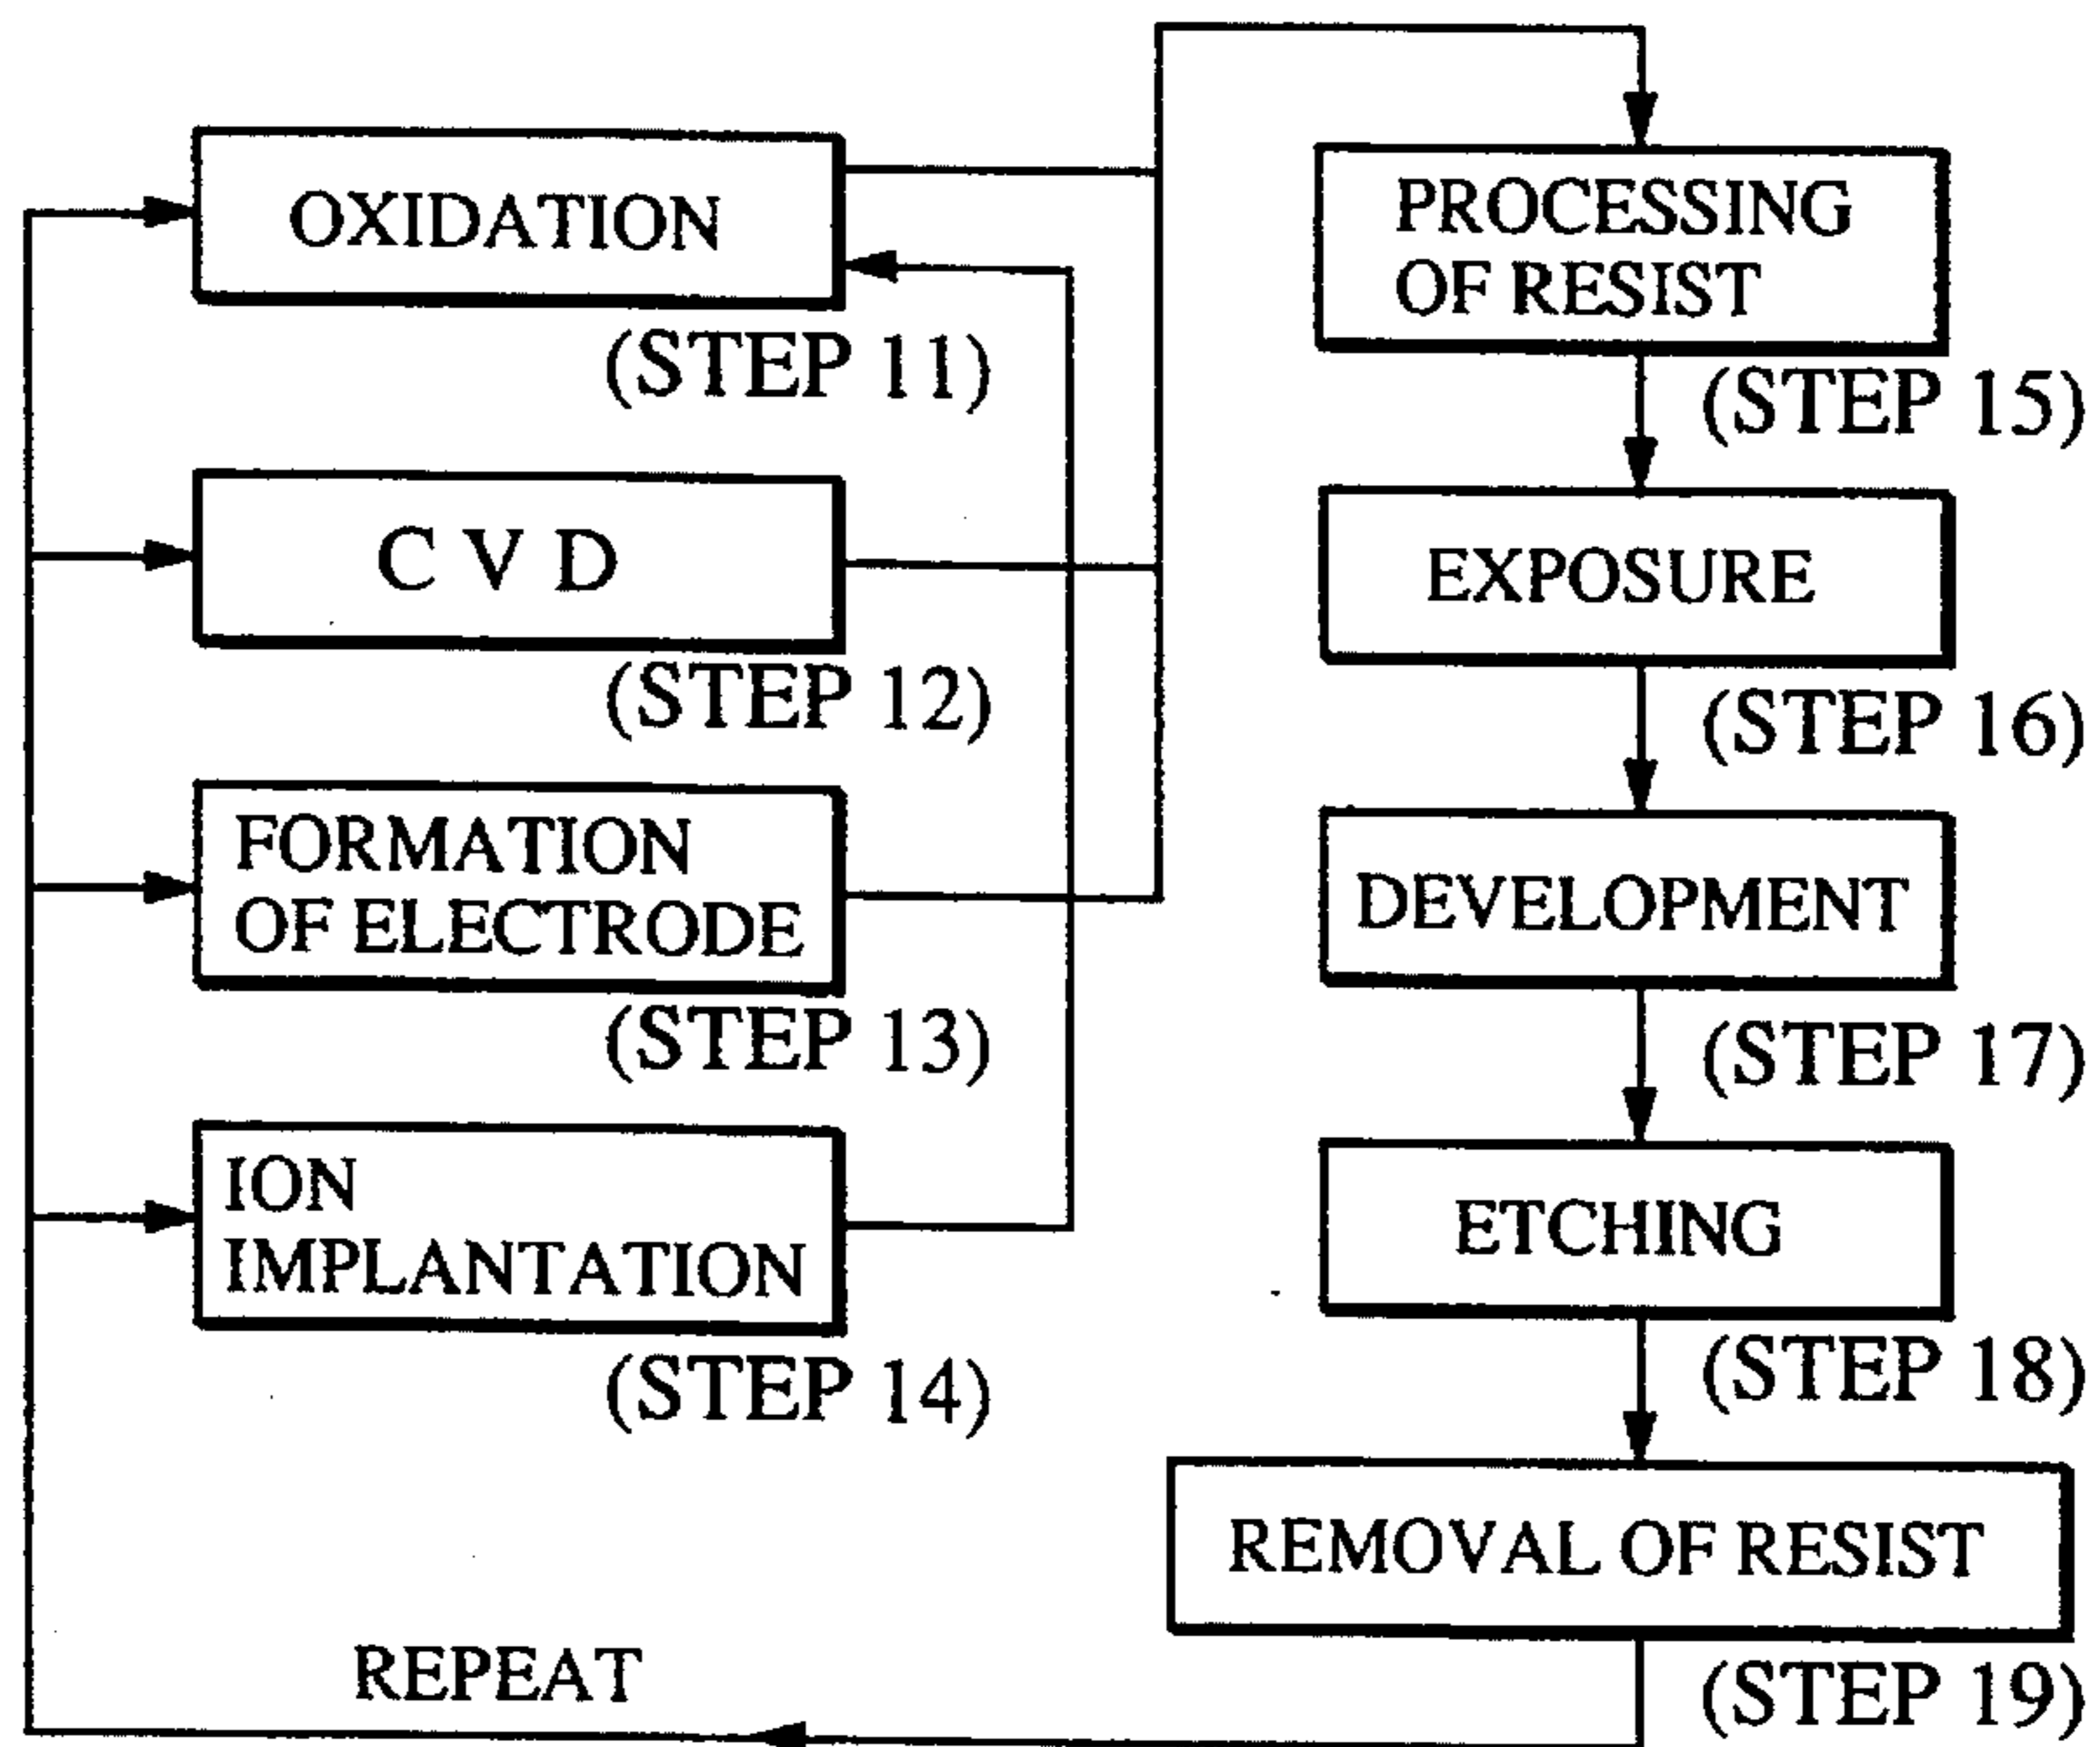 OXIDATION
(STEP 11)
C V D
(STEP 12)
FORMATION
OF ELECTRODE
(STEP 13)
ION
IMPLANTATION
(STEP 14)
PROCESSING
OF RESIST
(STEP 15)
EXPOSURE
(STEP 16)
DEVELOPMENT
(STEP 17)
ETCHING
(STEP 18)
REMOVAL OF RESIST
(STEP 19)
REPEAT